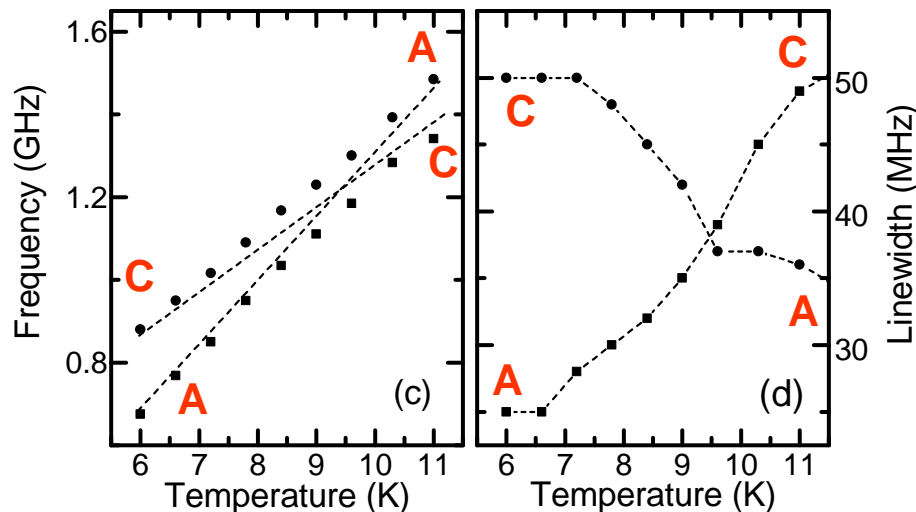 1.6
1.2
0.8
Frequency (GHz)
A
C
C
A
(c)
6 7 8 9 10 11
Temperature (K)
C
C
A
A
(d)
50
40
30
Linewidth (MHz)
6 7 8 9 10 11
Temperature (K)